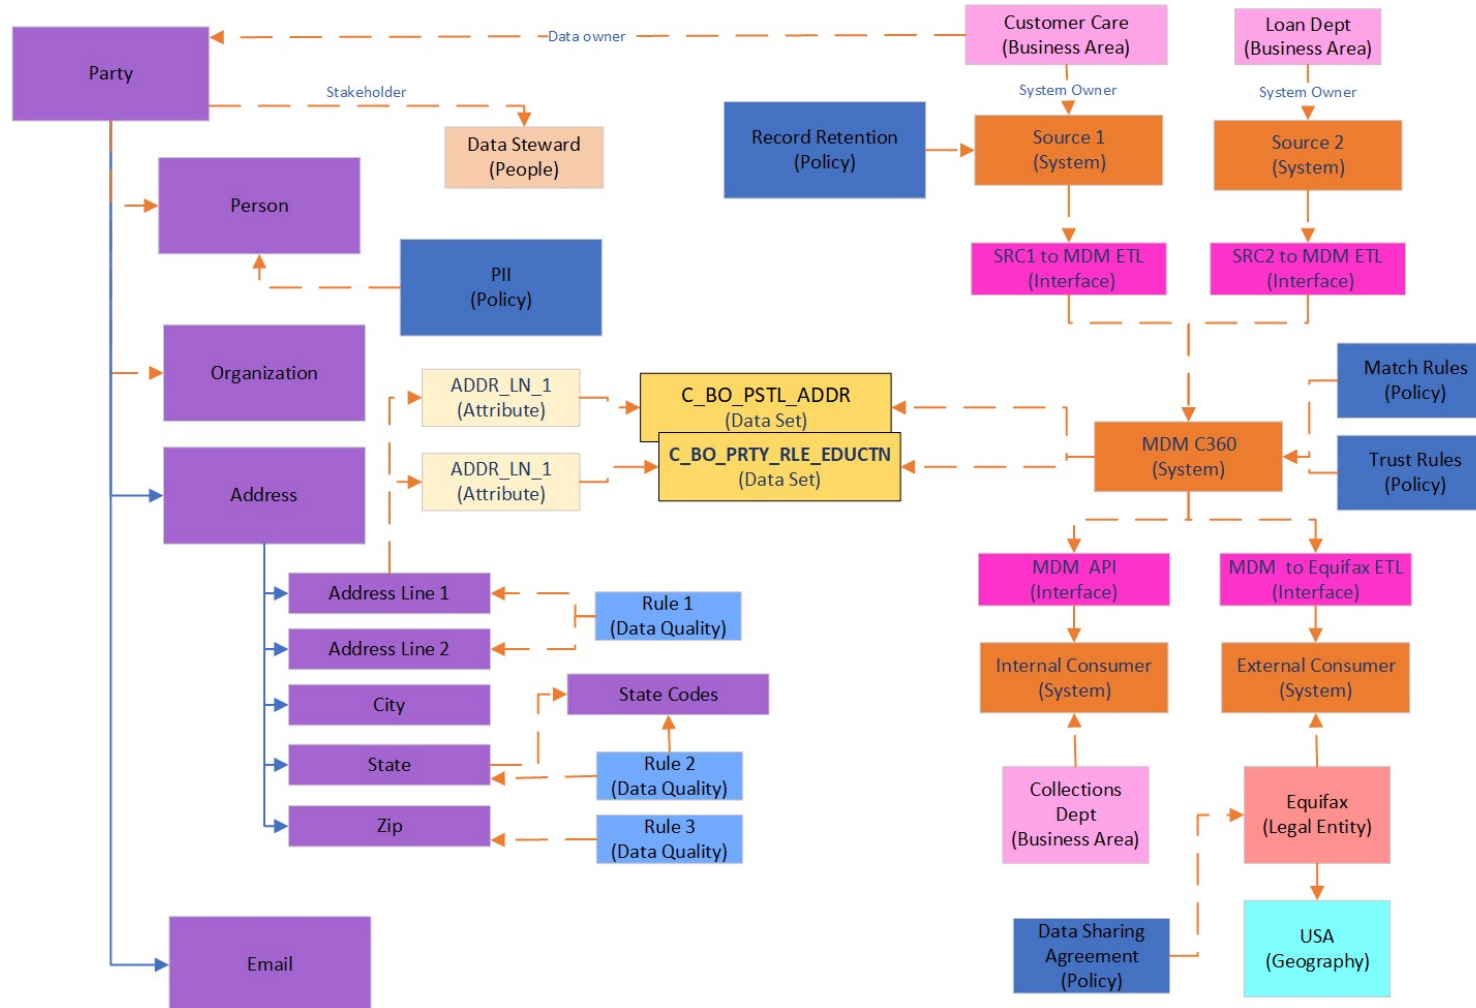 Customer Care
(Business Area)
Loan Dept
(Business Area)
Data owner
Party
Stakeholder
System Owner
System Owner
Data Steward
(People)
Record Retention
(Policy)
Source 1
(System)
Source 2
(System)
Person
PII
(Policy)
SRC1 to MDM ETL
(Interface)
SRC2 to MDM ETL
(Interface)
Organization
ADDR_LN_1
(Attribute)
C_BO_PSTL_ADDR
(Data Set)
Match Rules
(Policy)
C_BO_PRTY_RLE_EDUCTN
(Data Set)
MDM C360
(System)
Trust Rules
(Policy)
ADDR_LN_1
(Attribute)
Address
MDM  API
(Interface)
MDM  to Equifax ETL
(Interface)
Address Line 1
Rule 1
(Data Quality)
Address Line 2
Internal Consumer
(System)
External Consumer
(System)
City
State Codes
State
Rule 2
(Data Quality)
Zip
Rule 3
(Data Quality)
Collections
Dept
(Business Area)
Equifax
(Legal Entity)
Data Sharing
Agreement
(Policy)
USA
(Geography)
Email